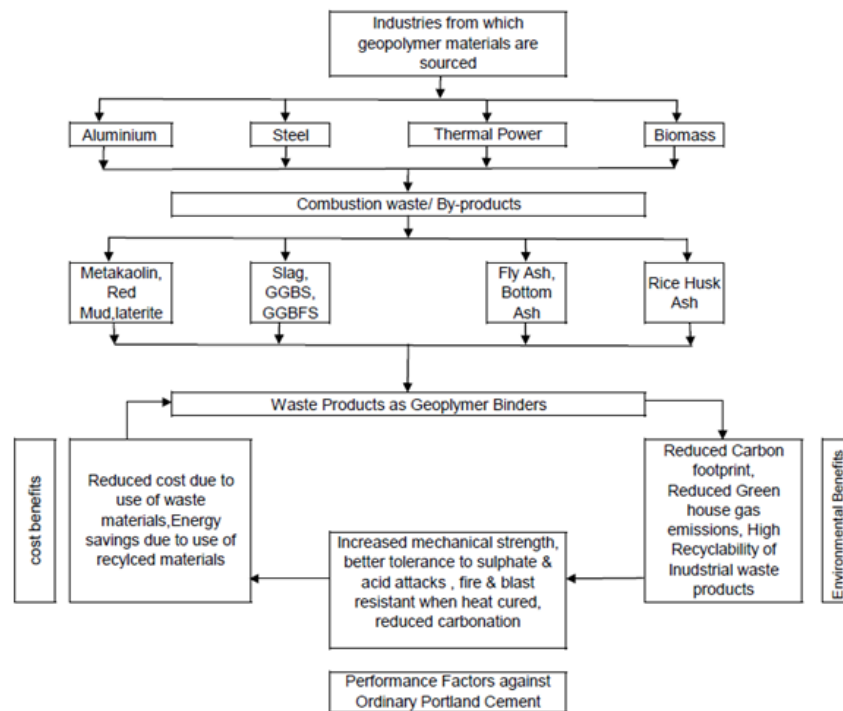 Industries from which
geopolymer materials are
sourced
Aluminium
Steel
Thermal Power
Biomass
Combustion waste/ By-products
Metakaolin,
Red
Mud,laterite
Slag,
GGBS,
GGBFS
Fly Ash,
Bottom
Ash
Rice Husk
Ash
Waste Products as Geoplymer Binders
cost benefits
Reduced cost due to
use of waste
materials,Energy
savings due to use of
recylced materials
Increased mechanical strength,
better tolerance to sulphate &
acid attacks , fire & blast
resistant when heat cured,
reduced carbonation
Reduced Carbon
footprint,
Reduced Green
house gas
emissions, High
Recyclability of
Inudstrial waste
products
Environmental Benefits
Performance Factors against
Ordinary Portland Cement